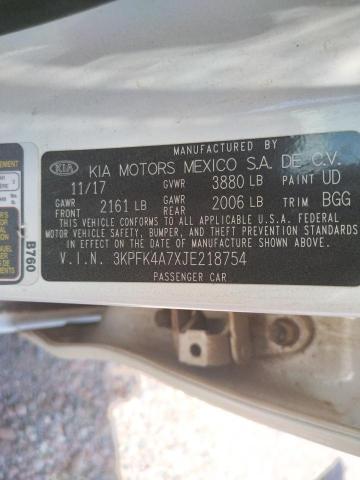 MANUFACTURED BY
KIA KIA MOTORS MEXICO S.A. DE C.V.
11/17 GVWR 3880 LB PAINT UD
GAWR FRONT 2161 LB GAWR REAR 2006 LB TRIM BGG
THIS VEHICLE CONFORMS TO ALL APPLICABLE U.S.A. FEDERAL
MOTOR VEHICLE SAFETY, BUMPER, AND THEFT PREVENTION STANDARDS
IN EFFECT ON THE DATE OF MANUFACTURE SHOWN ABOVE.
V.I.N. 3KPFK4A7XJE218754
PASSENGER CAR
B760